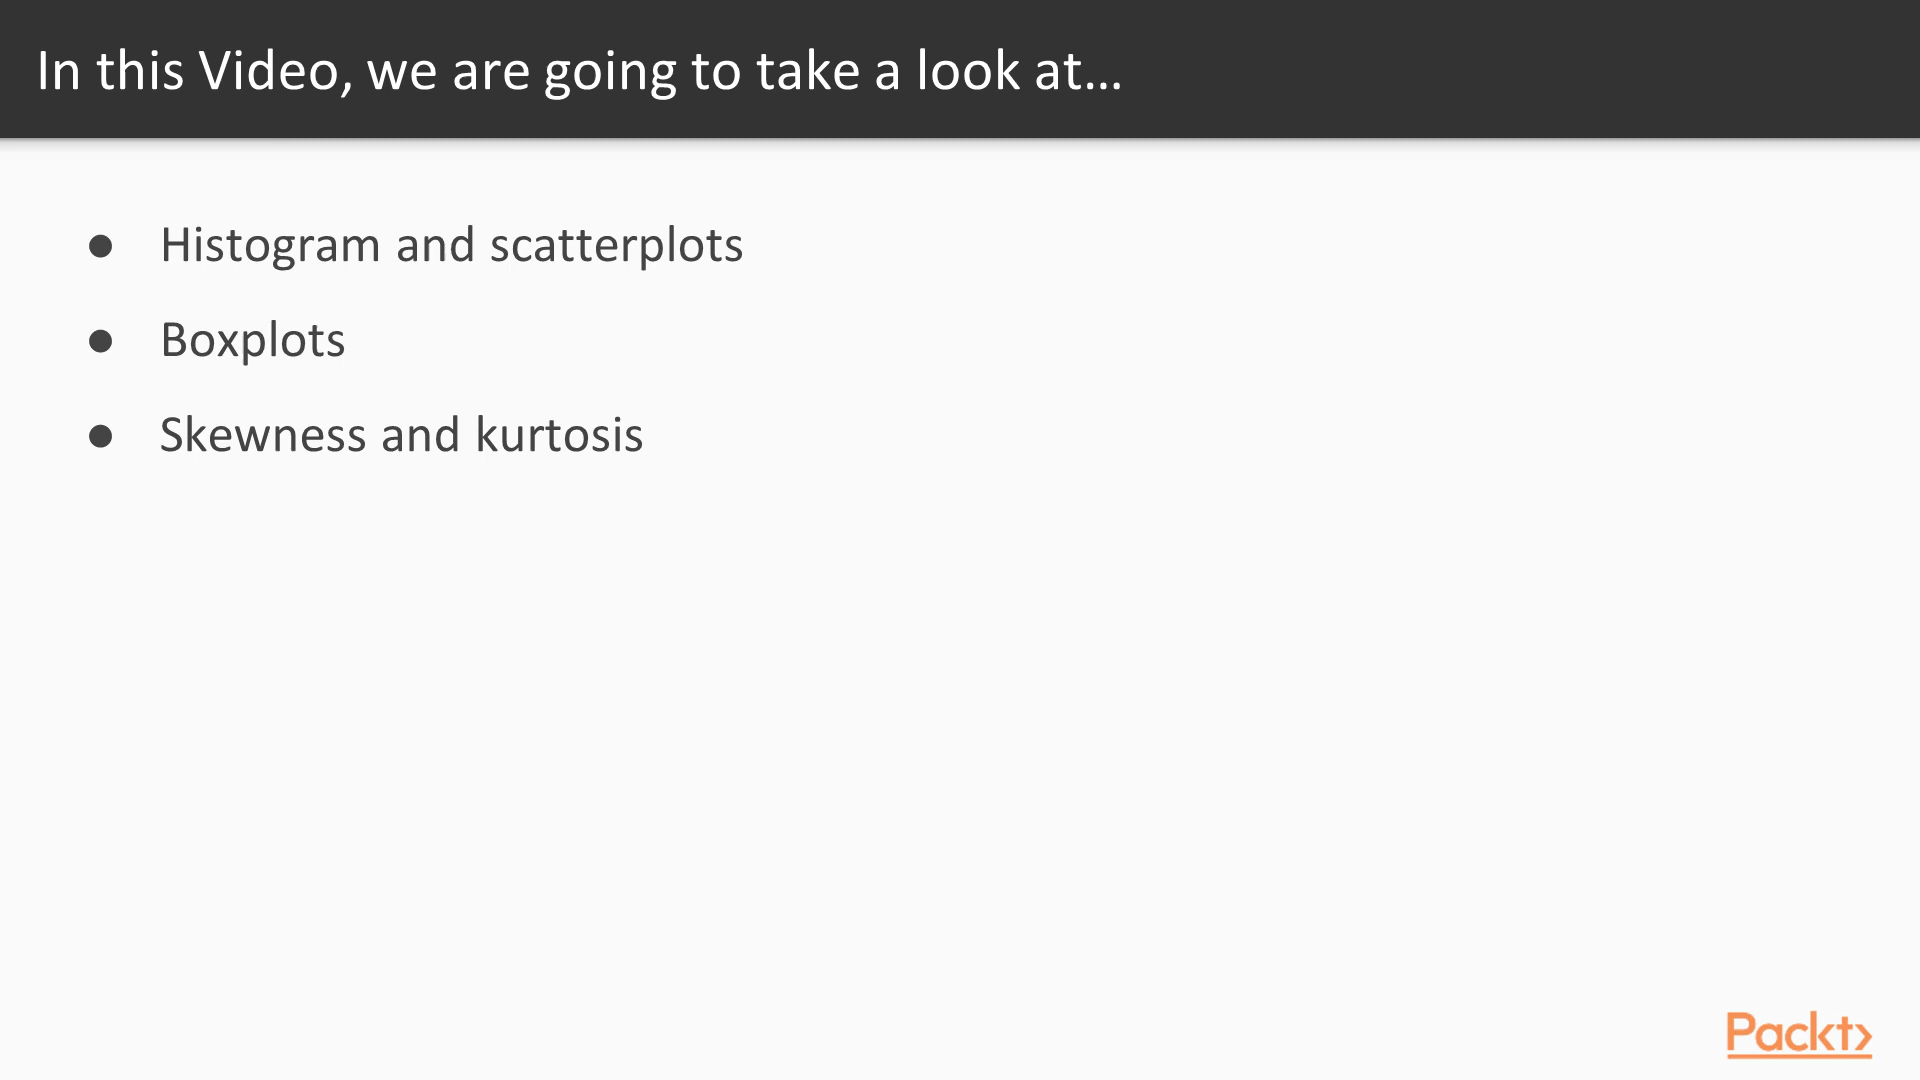 In this Video, we are going to take a look at...
● Histogram and scatterplots
● Boxplots
● Skewness and kurtosis
Packt>